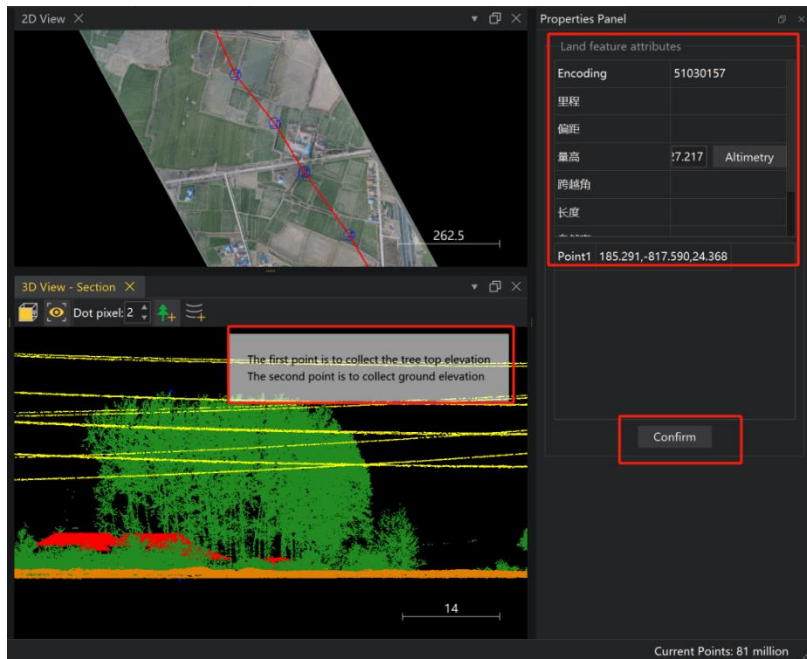 2D View
262.5
3D View - Section
Dot pixel: 2
The first point is to collect the tree top elevation
The second point is to collect ground elevation
14
Properties Panel
Land feature attributes
Encoding 51030157
里程
偏距
量高 27.217 Altimetry
跨越角
长度
Point1 185.291,-817.590,24.368
Confirm
Current Points: 81 million